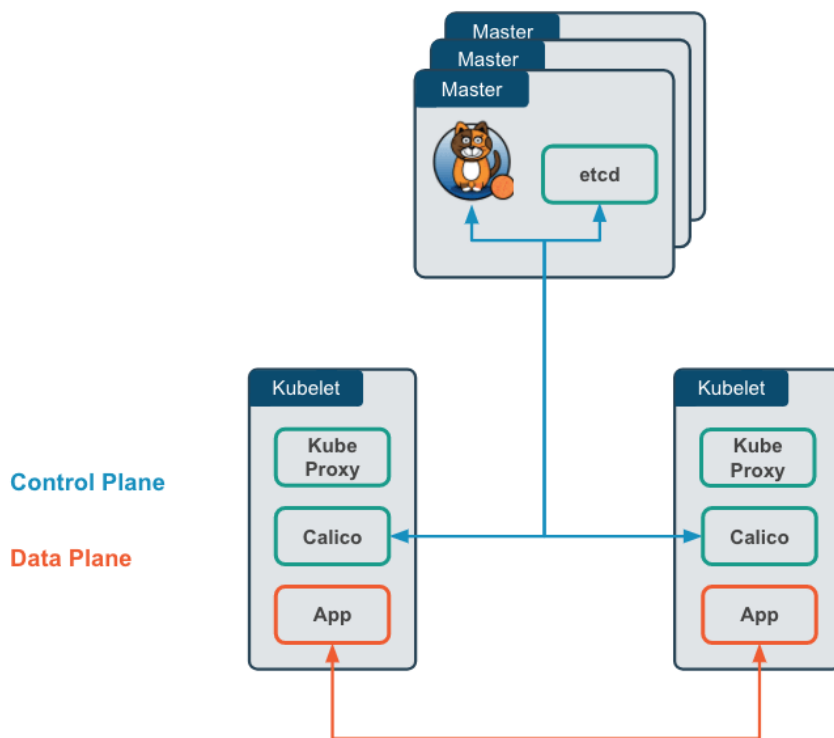 Master
Master
Master
etcd
Kubelet
Kube
Proxy
Calico
App
Kubelet
Kube
Proxy
Calico
App
Control Plane
Data Plane